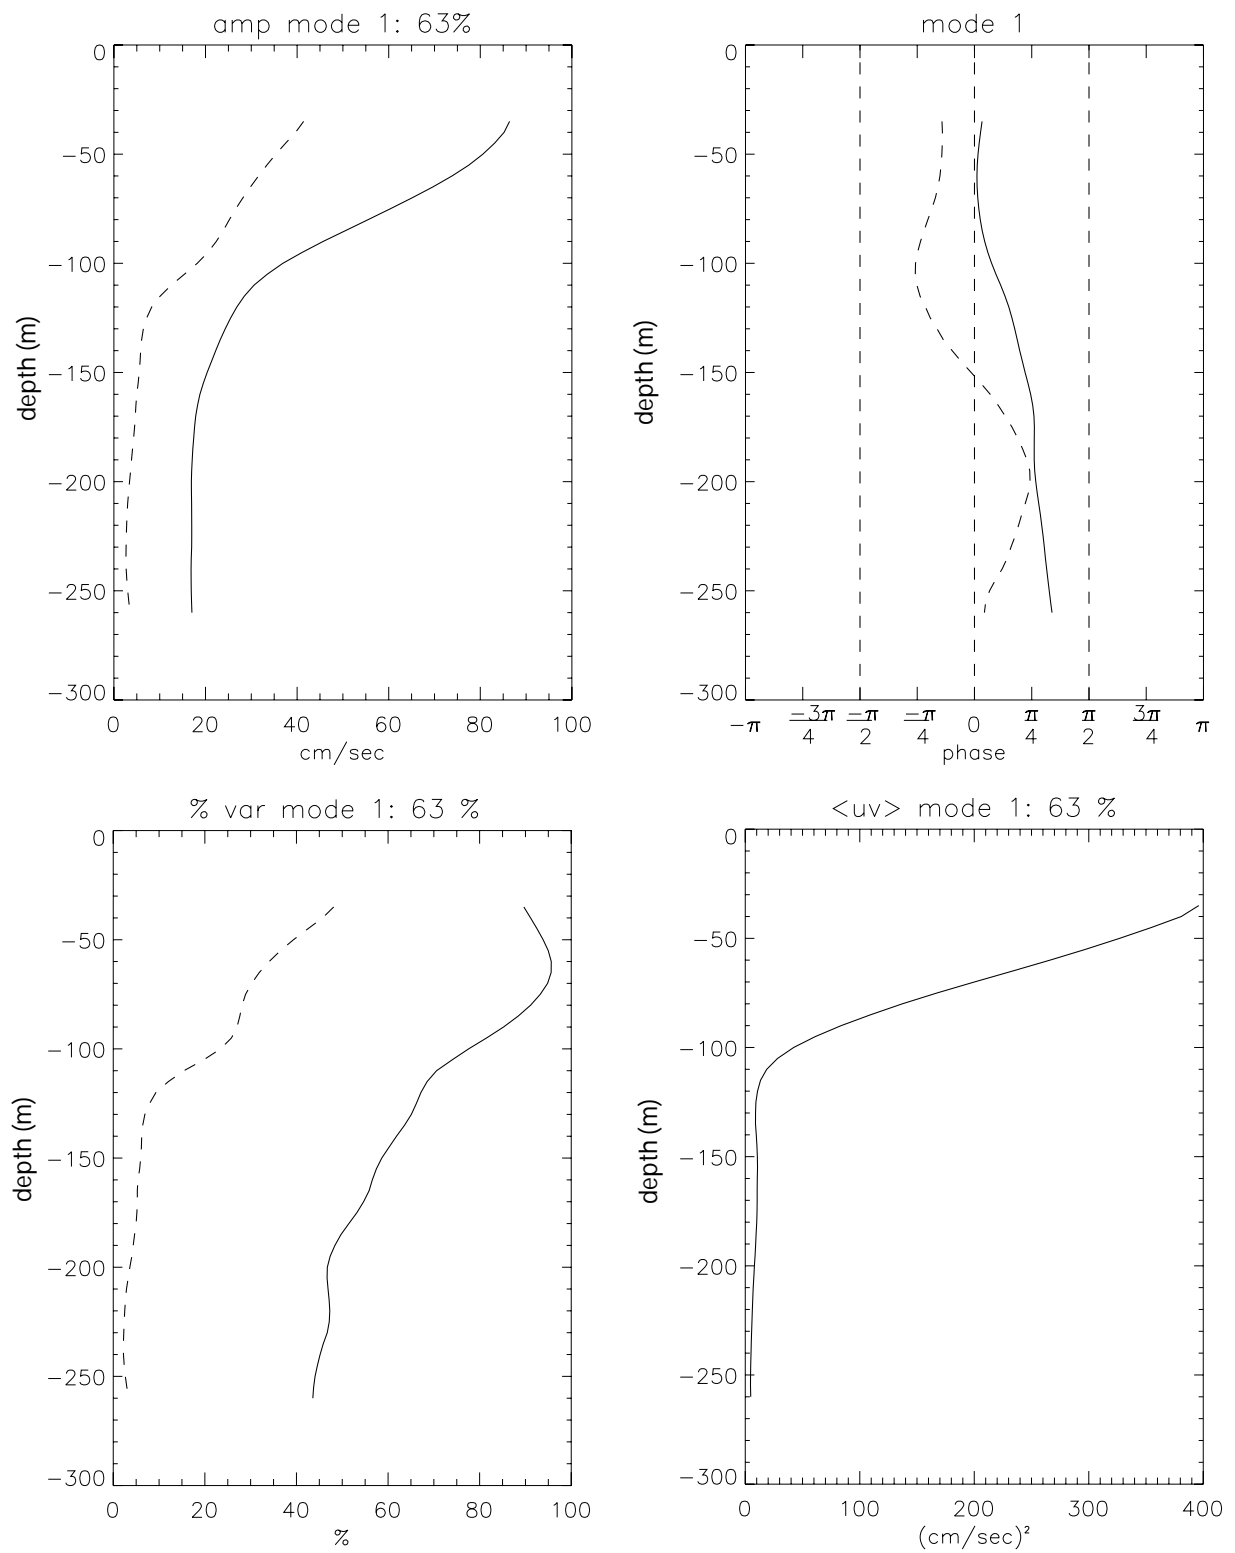 amp mode 1: 63%
0
−50
−100
−150
−200
−250
−300
depth (m)
0 20 40 60 80 100
cm/sec
mode 1
0
−50
−100
−150
−200
−250
−300
depth (m)
−π −3π/4 −π/2 −π/4 0 π/4 π/2 3π/4 π
phase
% var mode 1: 63 %
0
−50
−100
−150
−200
−250
−300
depth (m)
0 20 40 60 80 100
%
<uv> mode 1: 63 %
0
−50
−100
−150
−200
−250
−300
depth (m)
0 100 200 300 400
(cm/sec)²